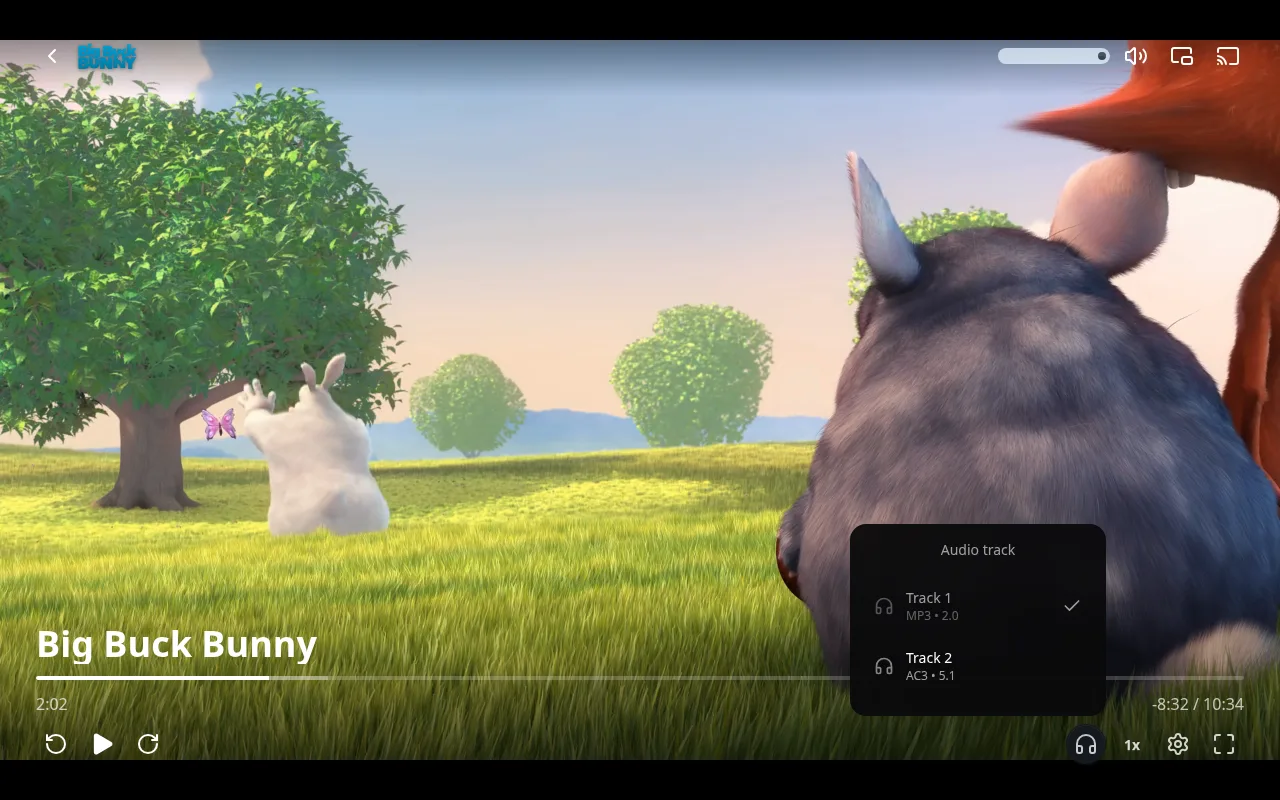 Big Buck
BUNNY
Audio track
Track 1
MP3 • 2.0
Track 2
AC3 • 5.1
Big Buck Bunny
2:02
-8:32 / 10:34
1x